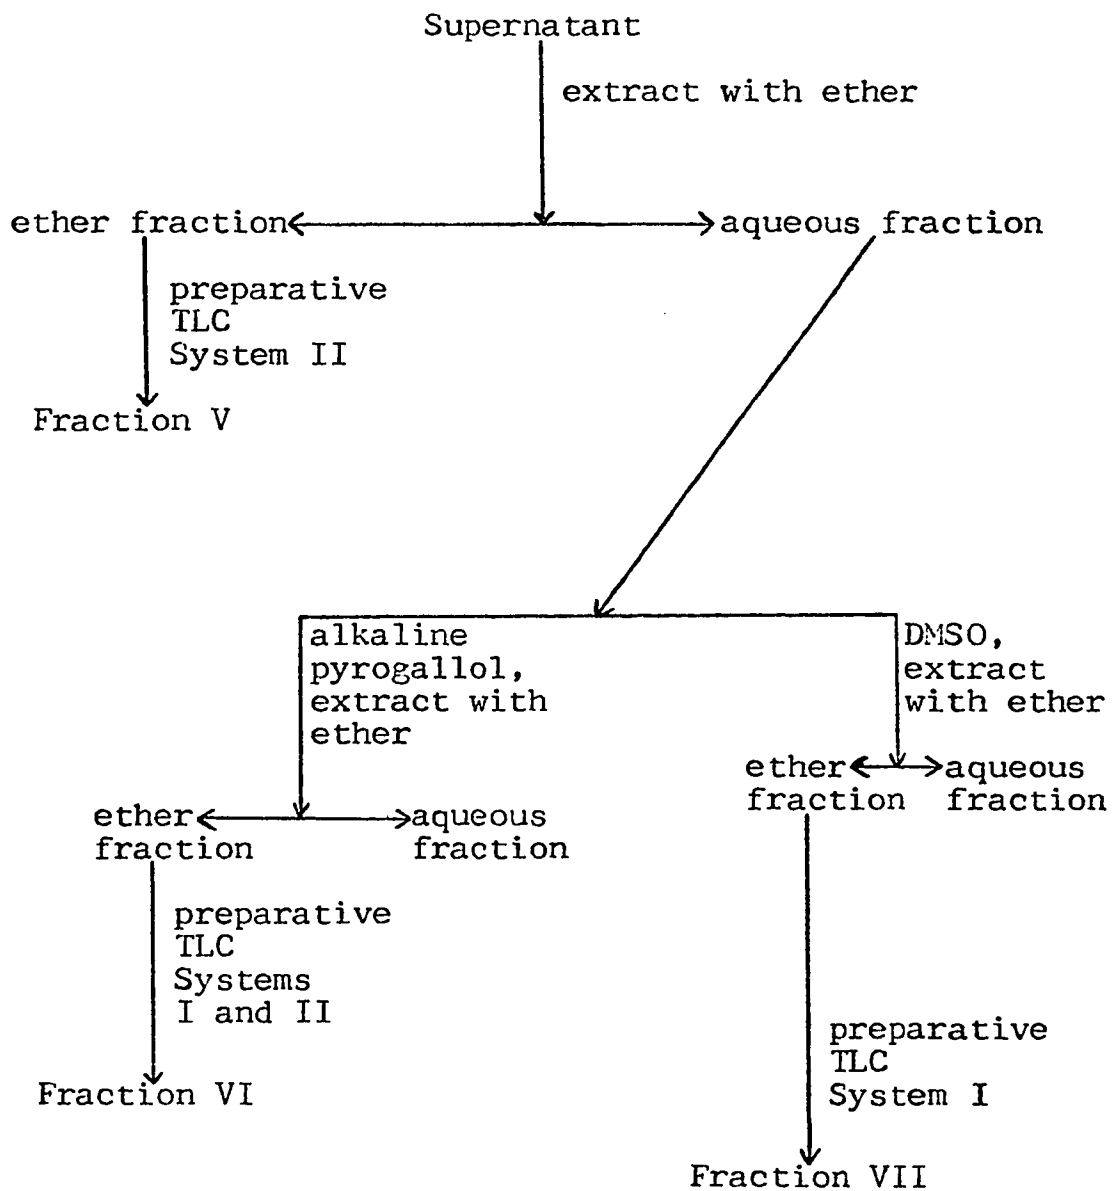 Supernatant
extract with ether
ether fraction
aqueous fraction
preparative
TLC
System II
Fraction V
alkaline
pyrogallol,
extract with
ether
DMSO,
extract
with ether
ether
fraction
aqueous
fraction
ether
fraction
aqueous
fraction
preparative
TLC
Systems
I and II
Fraction VI
preparative
TLC
System I
Fraction VII